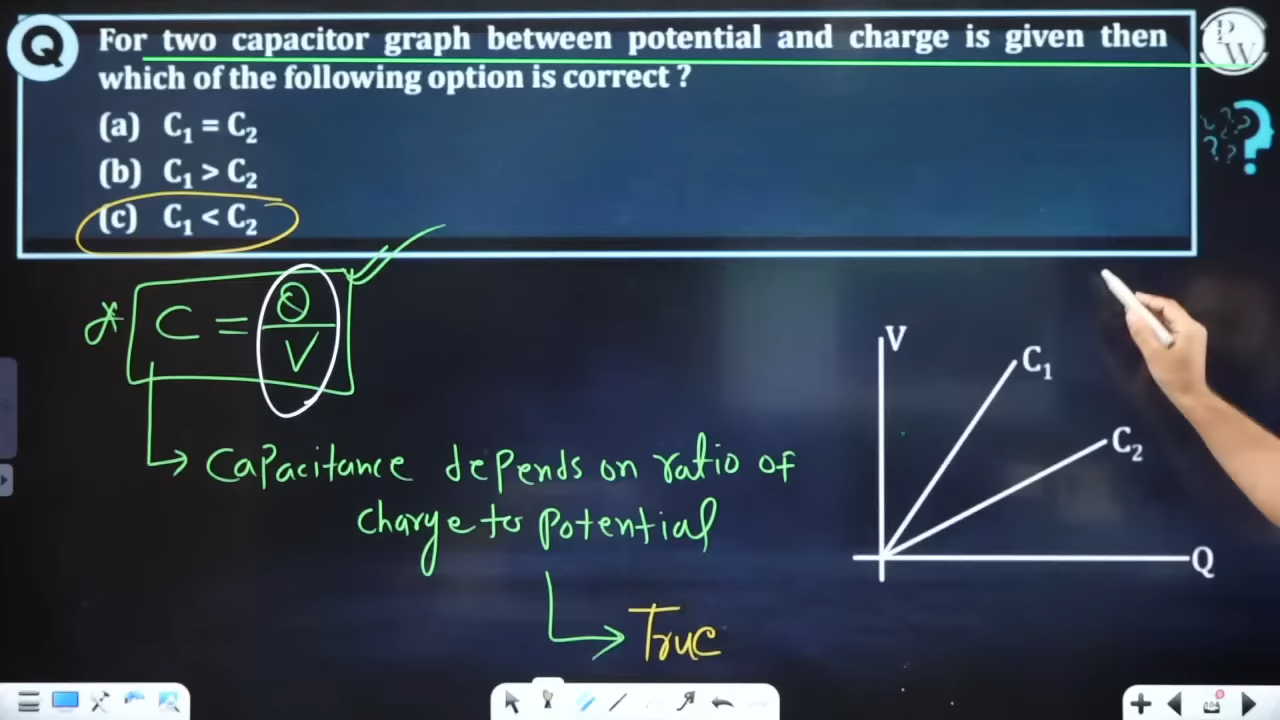 Q
For two capacitor graph between potential and charge is given then
which of the following option is correct ?
(a) C₁ = C₂
(b) C₁ > C₂
(c) C₁ < C₂
PW
C = Q/V
Capacitance depends on ratio of
charge to potential
True
V
C₁
C₂
Q